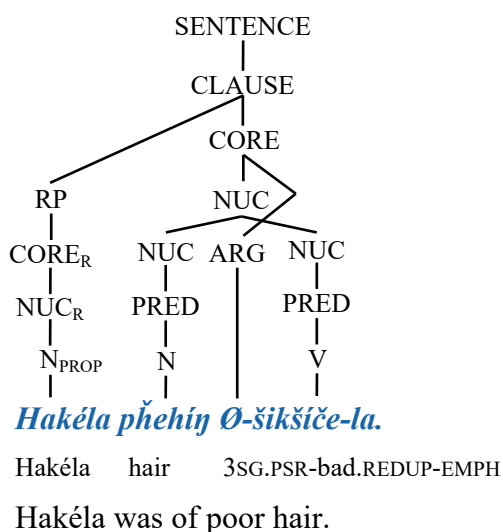 SENTENCE
CLAUSE
CORE
RP NUC
CORER NUC ARG NUC
NUCR PRED PRED
NPROP N V
Hakéla pȟehíŋ Ø-šikšíče-la.
Hakéla hair 3SG.PSR-bad.REDUP-EMPH
Hakéla was of poor hair.